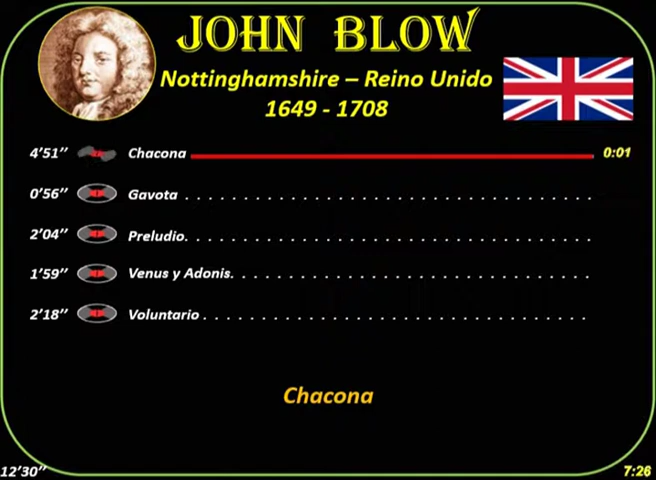 JOHN BLOW
Nottinghamshire – Reino Unido
1649 - 1708
4’51’’ Chacona 0:01
0’56’’ Gavota . . . . . . . . . . . . . . . . . . . . . . . . . . . . . . . . . .
2’04’’ Preludio. . . . . . . . . . . . . . . . . . . . . . . . . . . . . . . . . .
1’59’’ Venus y Adonis. . . . . . . . . . . . . . . . . . . . . . . . . . . . . .
2’18’’ Voluntario . . . . . . . . . . . . . . . . . . . . . . . . . . . . . . . .
Chacona
12’30’’ 7:26